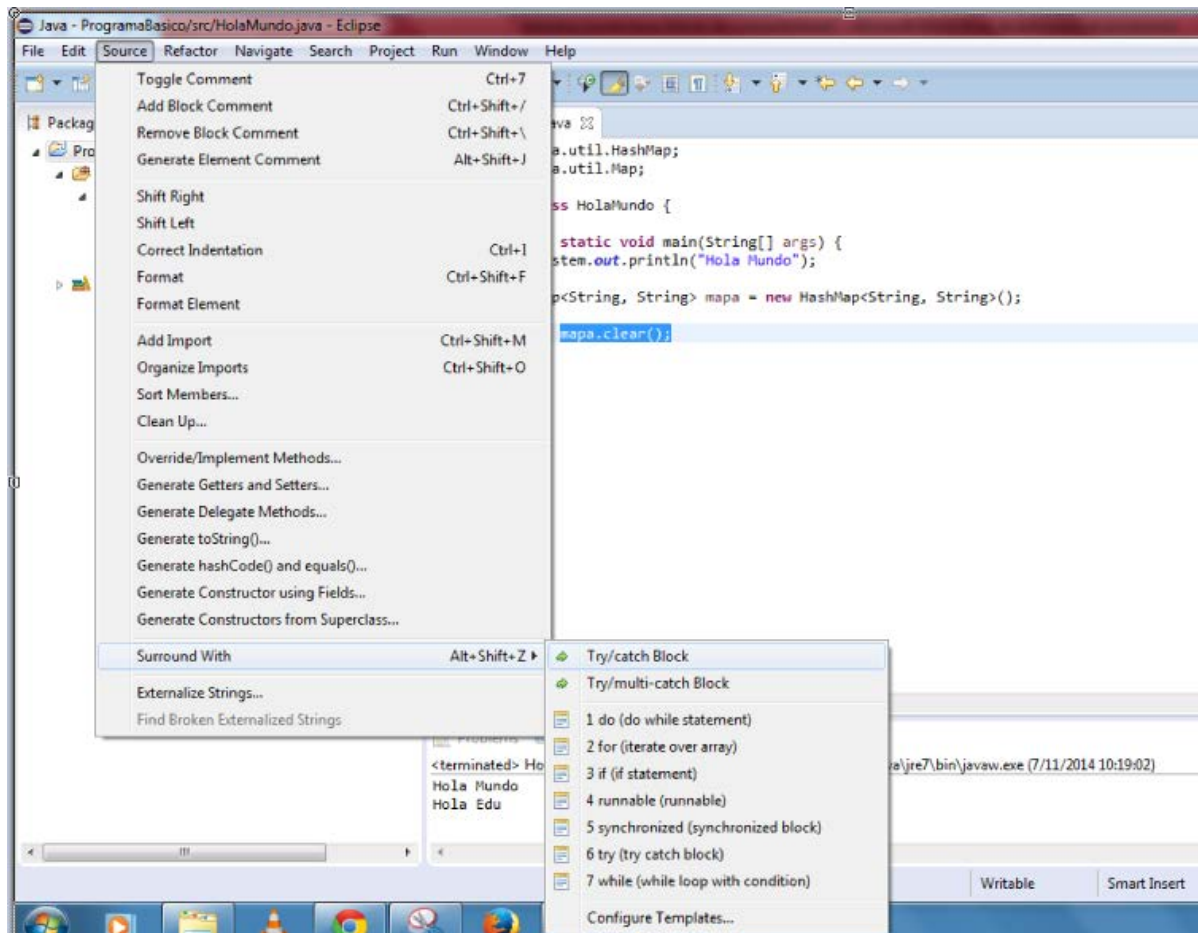 Java - ProgramaBasico/src/HolaMundo.java - Eclipse
File Edit Source Refactor Navigate Search Project Run Window Help
Toggle Comment Ctrl+7
Add Block Comment Ctrl+Shift+/
Remove Block Comment Ctrl+Shift+\
Generate Element Comment Alt+Shift+J
Shift Right
Shift Left
Correct Indentation Ctrl+I
Format Ctrl+Shift+F
Format Element
Add Import Ctrl+Shift+M
Organize Imports Ctrl+Shift+O
Sort Members...
Clean Up...
Override/Implement Methods...
Generate Getters and Setters...
Generate Delegate Methods...
Generate toString()...
Generate hashCode() and equals()...
Generate Constructor using Fields...
Generate Constructors from Superclass...
Surround With Alt+Shift+Z
Externalize Strings...
Find Broken Externalized Strings
Try/catch Block
Try/multi-catch Block
1 do (do while statement)
2 for (iterate over array)
3 if (if statement)
4 runnable (runnable)
5 synchronized (synchronized block)
6 try (try catch block)
7 while (while loop with condition)
Configure Templates...
Packag
Pro
ava
a.util.HashMap;
a.util.Map;
ss HolaMundo {
static void main(String[] args) {
stem.out.println("Hola Mundo");
p<String, String> mapa = new HashMap<String, String>();
mapa.clear();
Problems
<terminated> Ho
va\jre7\bin\javaw.exe (7/11/2014 10:19:02)
Hola Mundo
Hola Edu
Writable Smart Insert